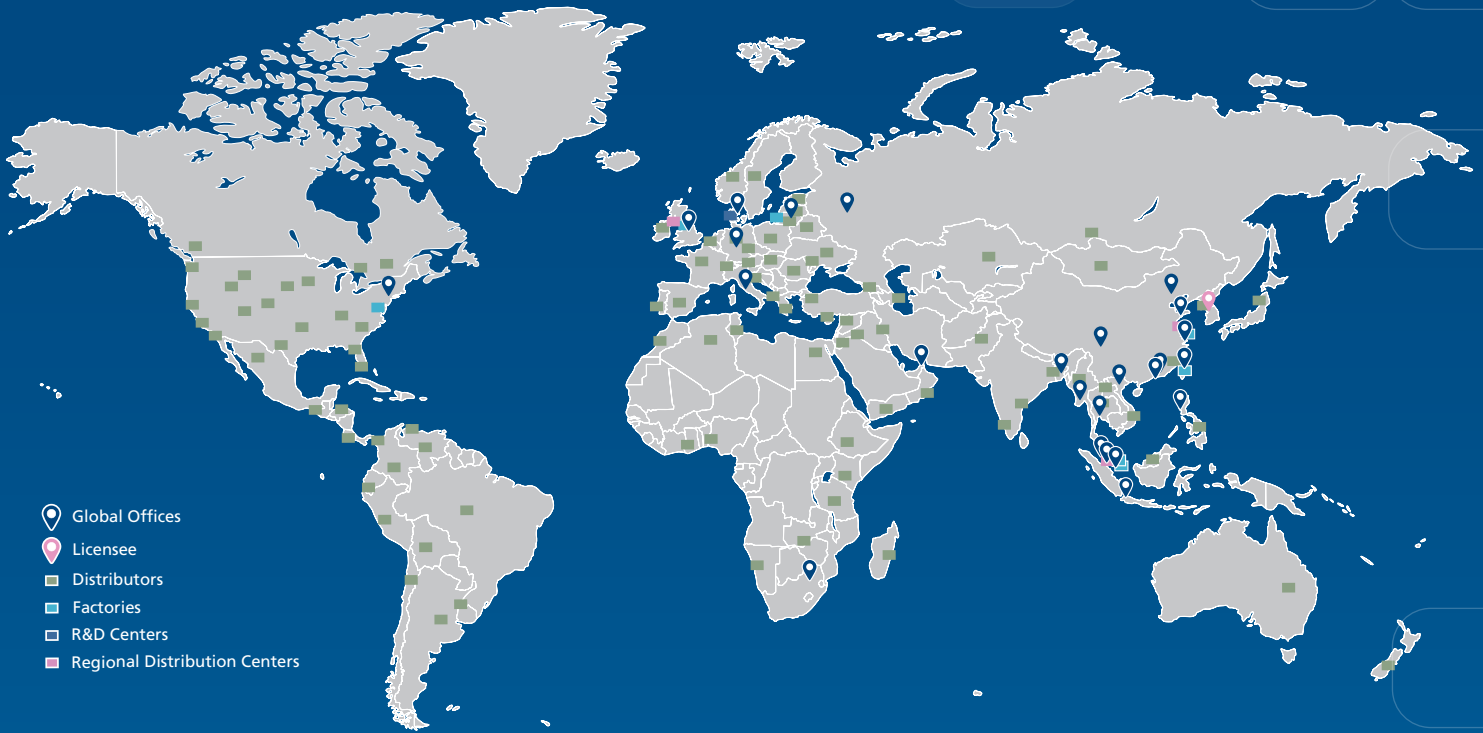 Global Offices
Licensee
Distributors
Factories
R&D Centers
Regional Distribution Centers